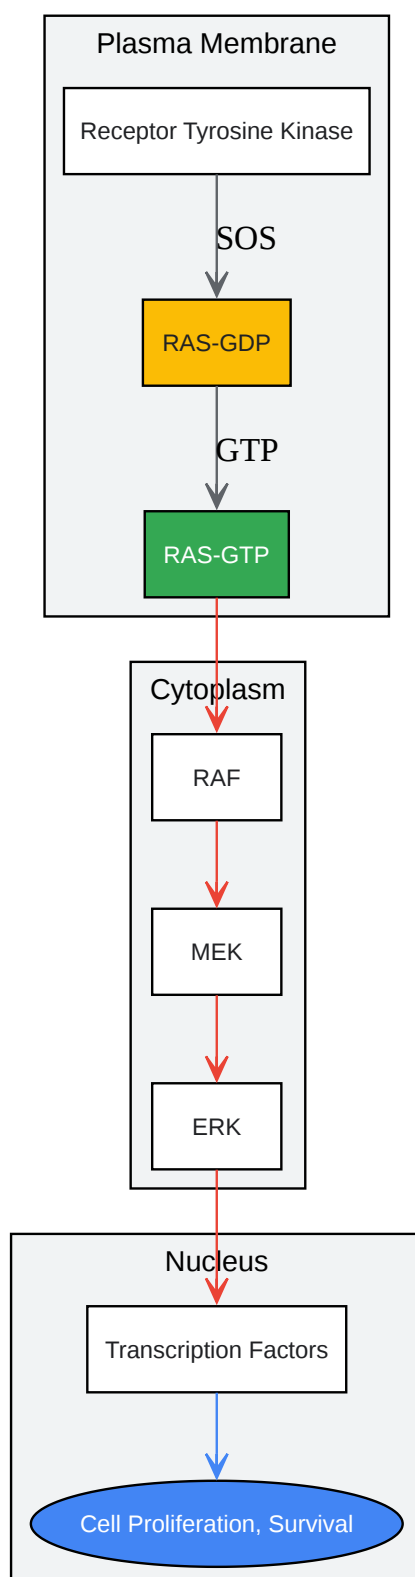 Plasma Membrane
Receptor Tyrosine Kinase
SOS
RAS-GDP
GTP
RAS-GTP
Cytoplasm
RAF
MEK
ERK
Nucleus
Transcription Factors
Cell Proliferation, Survival